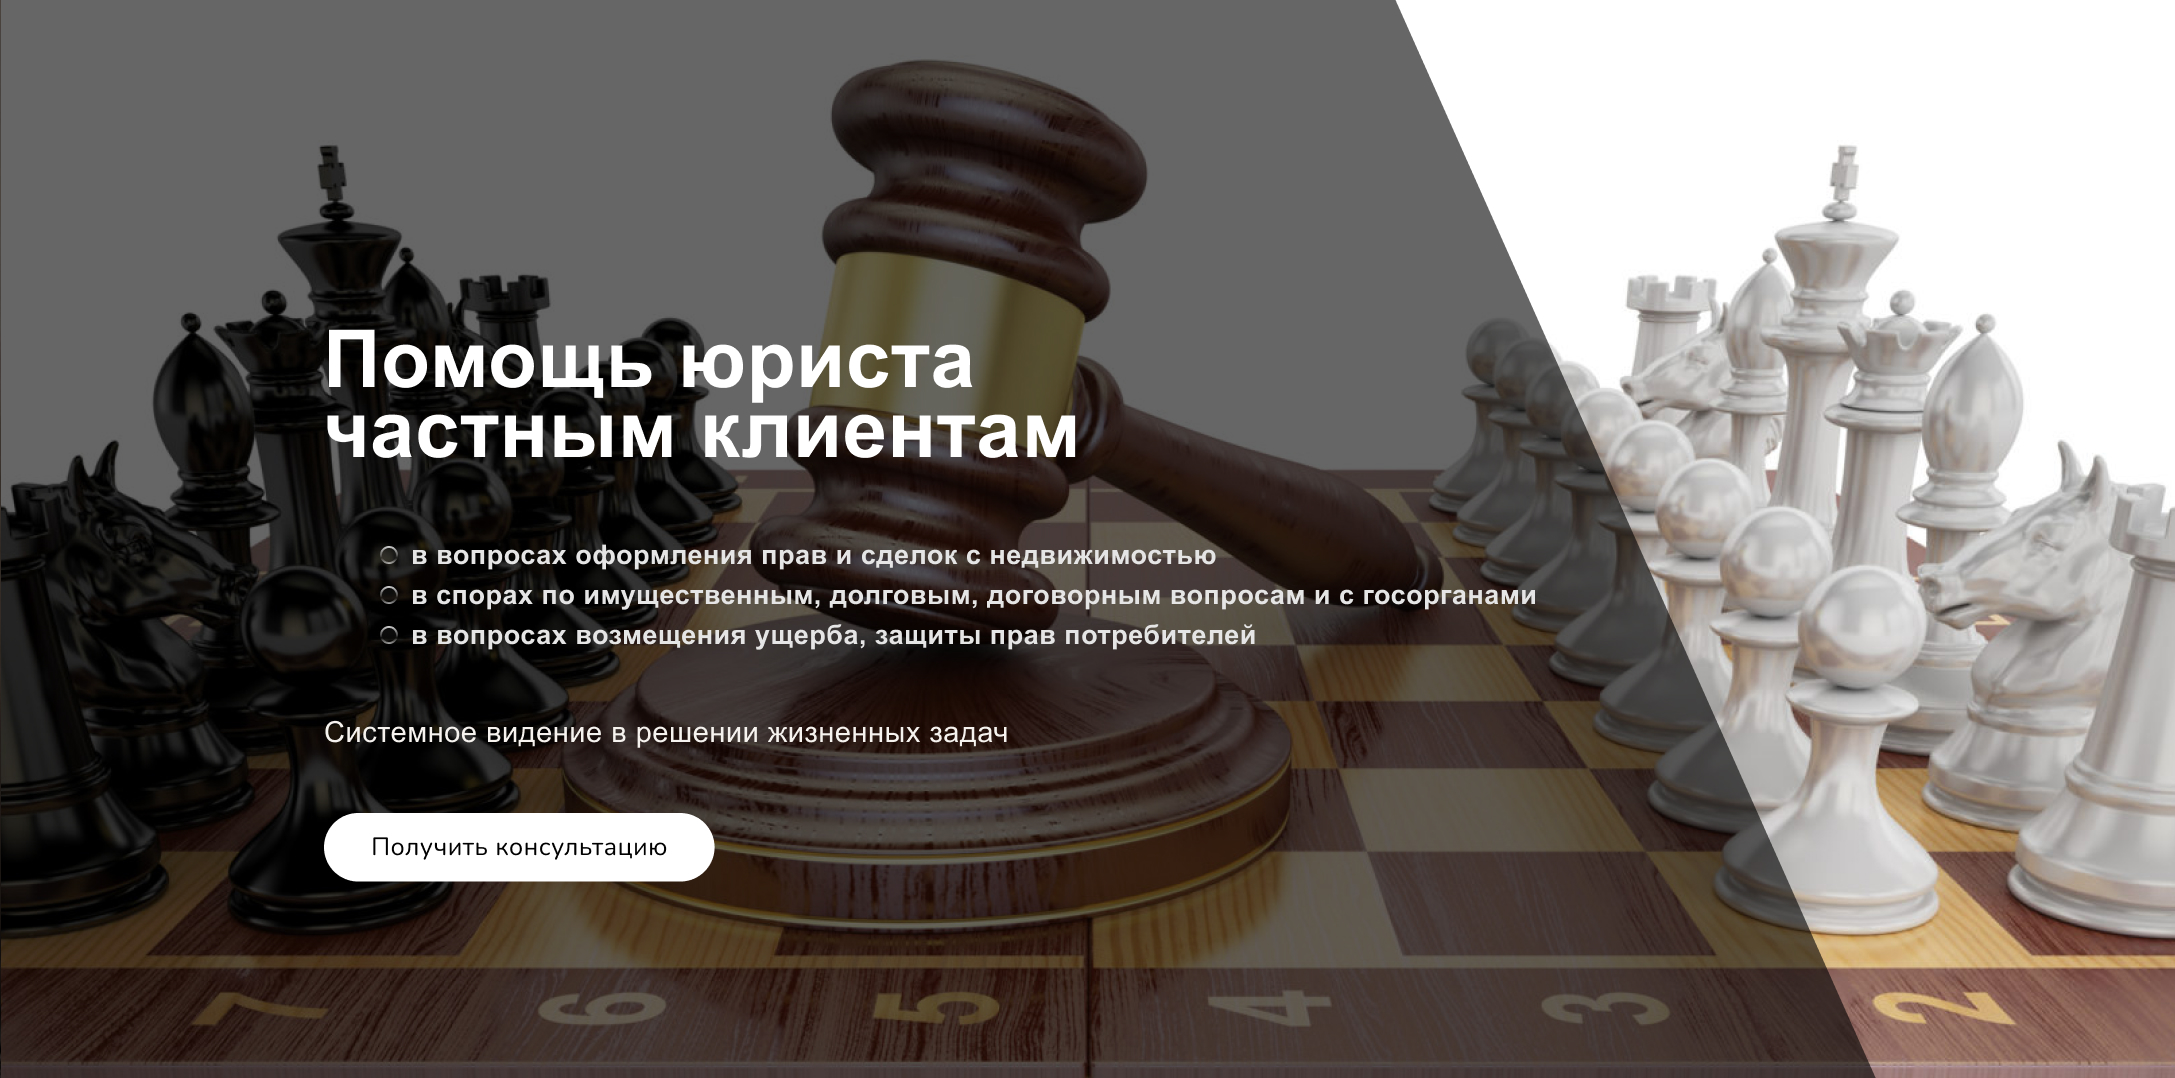 Помощь юриста
частным клиентам
в вопросах оформления прав и сделок с недвижимостью
в спорах по имущественным, долговым, договорным вопросам и с госорганами
в вопросах возмещения ущерба, защиты прав потребителей
Системное видение в решении жизненных задач
Получить консультацию
7 6 5 4 3 2